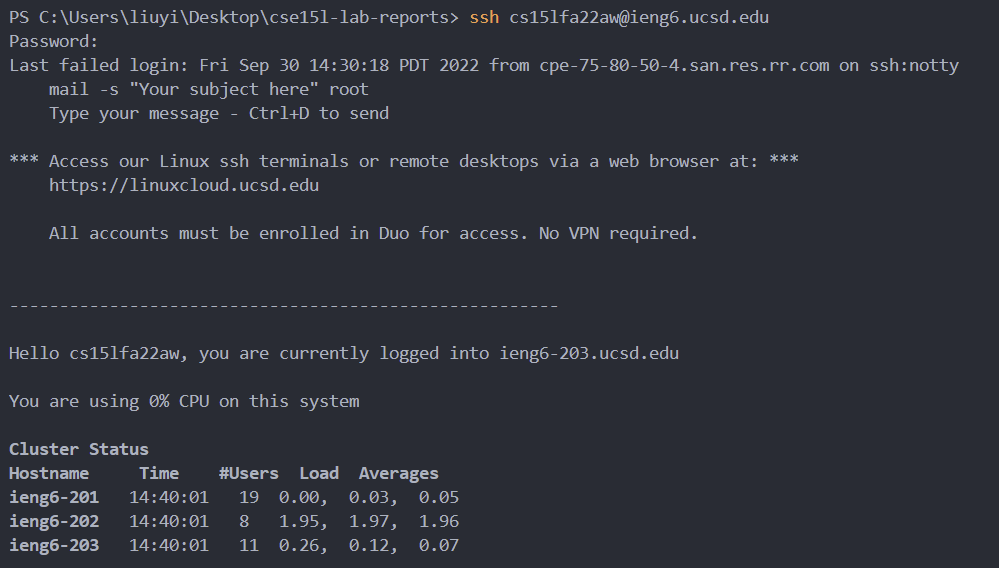 PS C:\Users\liuyi\Desktop\cse15l-lab-reports> ssh cs15lfa22aw@ieng6.ucsd.edu
Password:
Last failed login: Fri Sep 30 14:30:18 PDT 2022 from cpe-75-80-50-4.san.res.rr.com on ssh:notty
    mail -s "Your subject here" root
    Type your message - Ctrl+D to send

*** Access our Linux ssh terminals or remote desktops via a web browser at: ***
    https://linuxcloud.ucsd.edu

    All accounts must be enrolled in Duo for access. No VPN required.


-------------------------------------------------------

Hello cs15lfa22aw, you are currently logged into ieng6-203.ucsd.edu

You are using 0% CPU on this system

Cluster Status
Hostname     Time    #Users  Load  Averages
ieng6-201   14:40:01   19  0.00,  0.03,  0.05
ieng6-202   14:40:01   8   1.95,  1.97,  1.96
ieng6-203   14:40:01   11  0.26,  0.12,  0.07